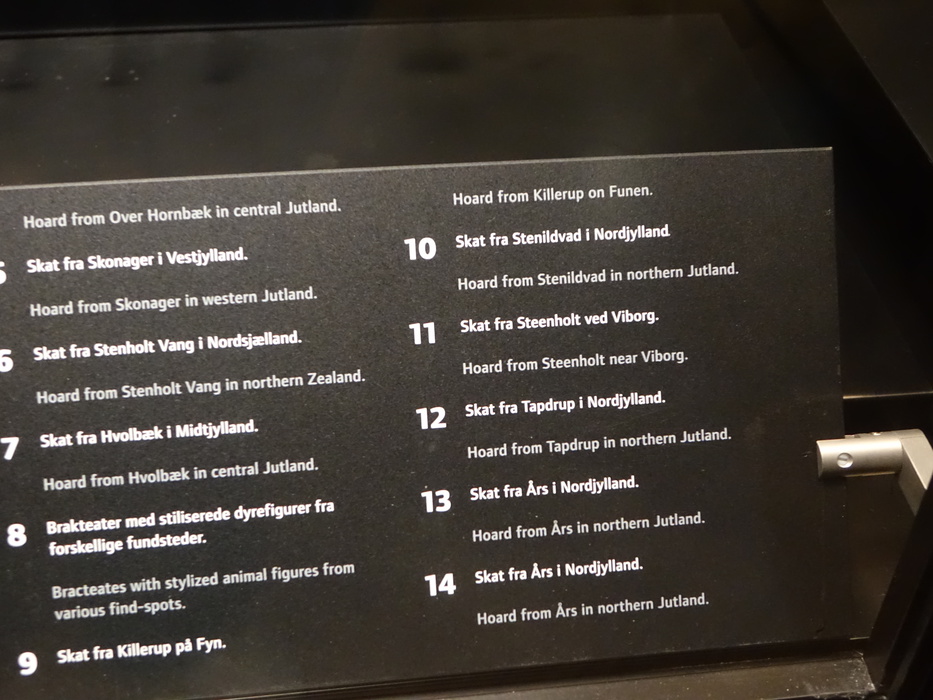 Hoard from Over Hornbæk in central Jutland.
5 Skat fra Skonager i Vestjylland.
Hoard from Skonager in western Jutland.
6 Skat fra Stenholt Vang i Nordsjælland.
Hoard from Stenholt Vang in northern Zealand.
7 Skat fra Hvolbæk i Midtjylland.
Hoard from Hvolbæk in central Jutland.
8 Brakteater med stiliserede dyrefigurer fra
forskellige fundsteder.
Bracteates with stylized animal figures from
various find-spots.
9 Skat fra Killerup på Fyn.
Hoard from Killerup on Funen.
10 Skat fra Stenildvad i Nordjylland
Hoard from Stenildvad in northern Jutland.
11 Skat fra Steenholt ved Viborg.
Hoard from Steenholt near Viborg.
12 Skat fra Tapdrup i Nordjylland.
Hoard from Tapdrup in northern Jutland.
13 Skat fra Års i Nordjylland.
Hoard from Års in northern Jutland.
14 Skat fra Års i Nordjylland.
Hoard from Års in northern Jutland.